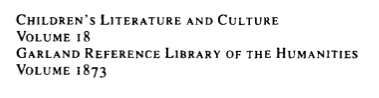 Children's Literature and Culture
Volume 18
Garland Reference Library of the Humanities
Volume 1873